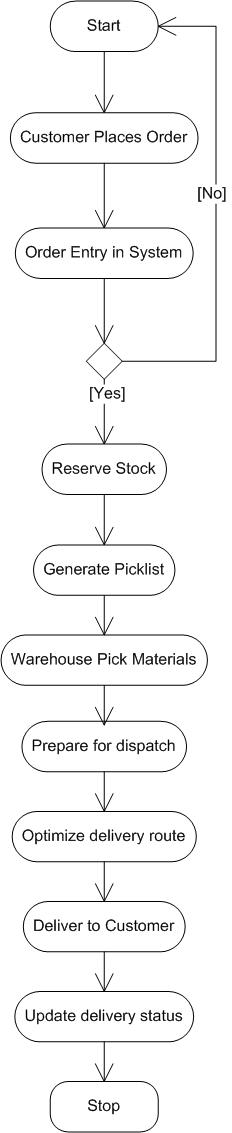 Start
Customer Places Order
[No]
Order Entry in System
[Yes]
Reserve Stock
Generate Picklist
Warehouse Pick Materials
Prepare for dispatch
Optimize delivery route
Deliver to Customer
Update delivery status
Stop